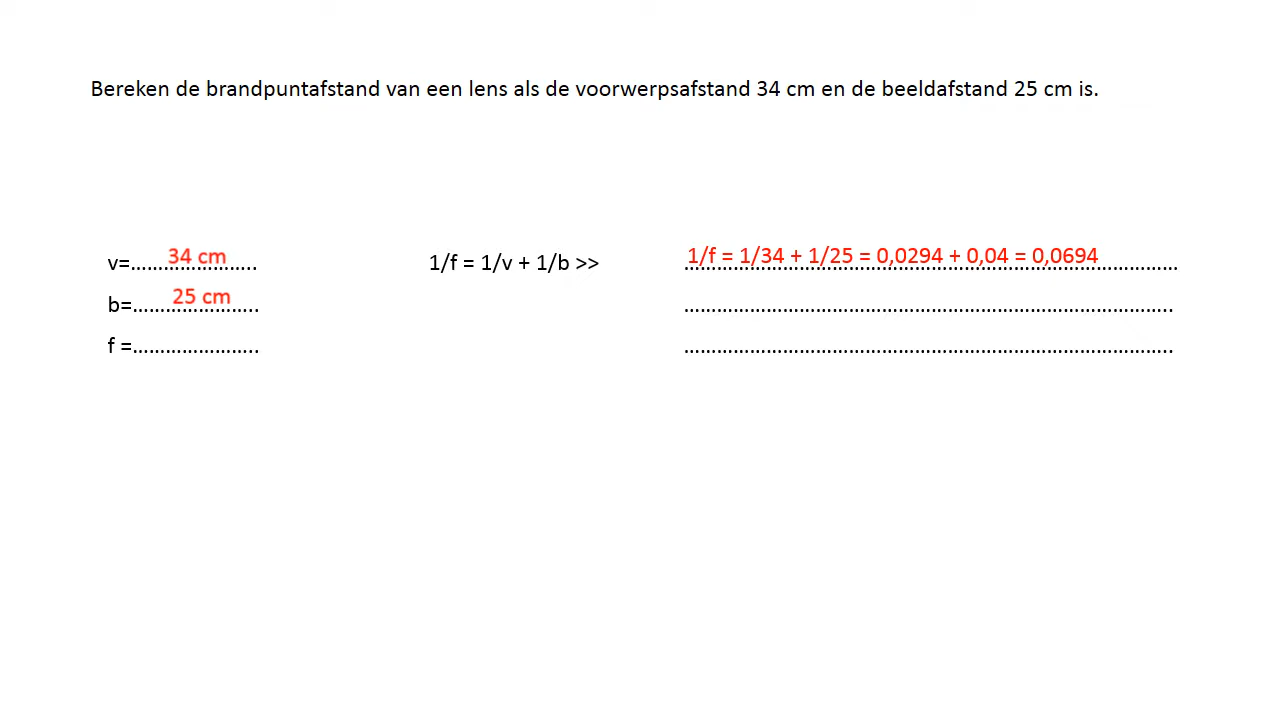 Bereken de brandpuntafstand van een lens als de voorwerpsafstand 34 cm en de beeldafstand 25 cm is.
v=....34 cm.... 1/f = 1/v + 1/b >> 1/f = 1/34 + 1/25 = 0,0294 + 0,04 = 0,0694
b=....25 cm.... ........................
f =........................ ........................